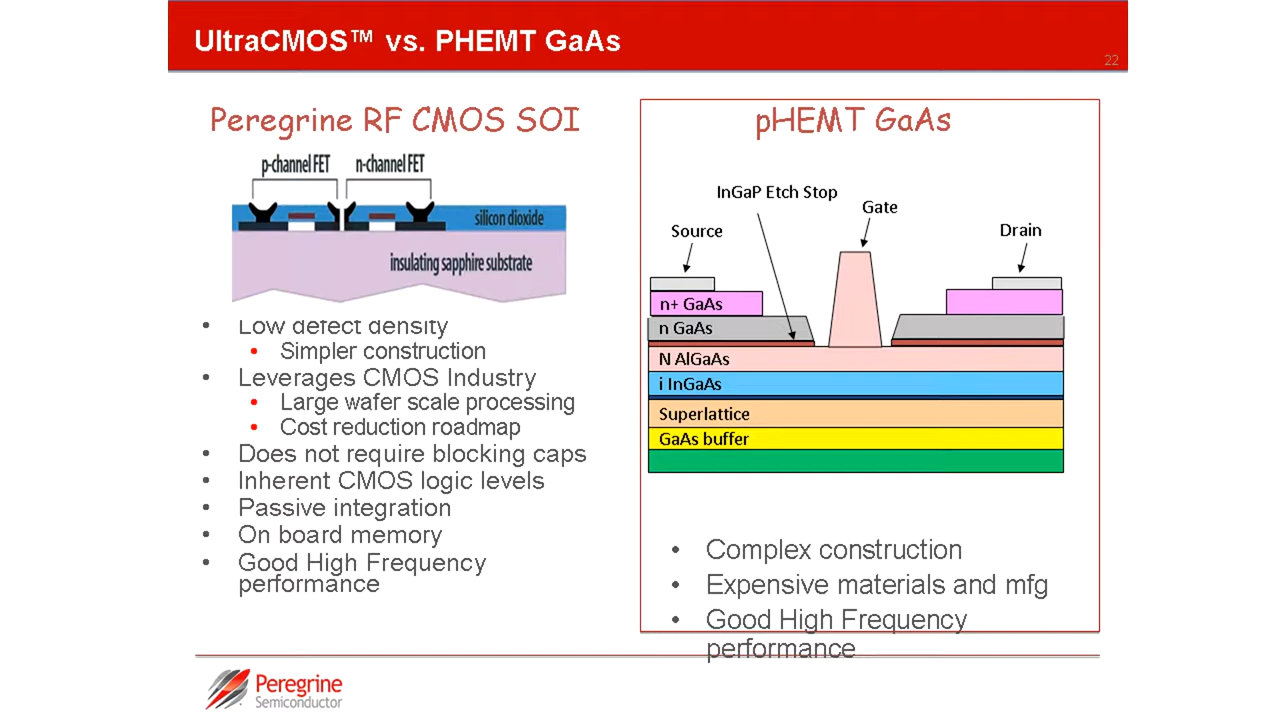 UltraCMOS™ vs. PHEMT GaAs
22
Peregrine RF CMOS SOI
p-channel FET
n-channel FET
silicon dioxide
insulating sapphire substrate
• Low defect density
• Simpler construction
• Leverages CMOS Industry
• Large wafer scale processing
• Cost reduction roadmap
• Does not require blocking caps
• Inherent CMOS logic levels
• Passive integration
• On board memory
• Good High Frequency
performance
pHEMT GaAs
InGaP Etch Stop
Gate
Source
Drain
n+ GaAs
n GaAs
N AlGaAs
i InGaAs
Superlattice
GaAs buffer
• Complex construction
• Expensive materials and mfg
• Good High Frequency
performance
Peregrine
Semiconductor